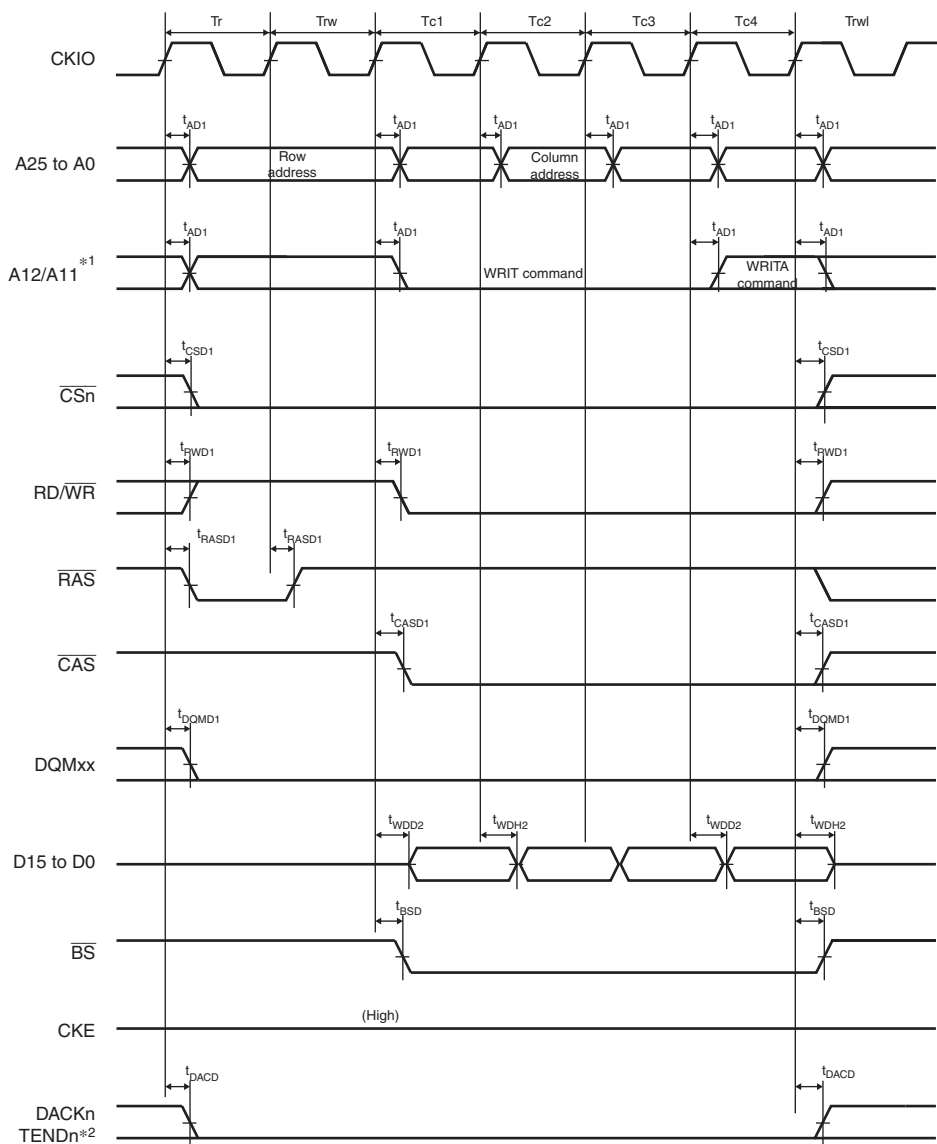 Tr Trw Tc1 Tc2 Tc3 Tc4 Trwl
CKIO
tAD1 tAD1 tAD1 tAD1 tAD1 tAD1
A25 to A0
Row
address
Column
address
tAD1 tAD1 tAD1 tAD1
A12/A11*1
WRIT command
WRITA
command
tCSD1 tCSD1
CSn
tRWD1 tRWD1 tRWD1
RD/WR
tRASD1 tRASD1
RAS
tCASD1 tCASD1
CAS
tDQMD1 tDQMD1
DQMxx
tWDD2 tWDH2 tWDD2 tWDH2
D15 to D0
tBSD tBSD
BS
(High)
CKE
tDACD tDACD
DACKn
TENDn*2